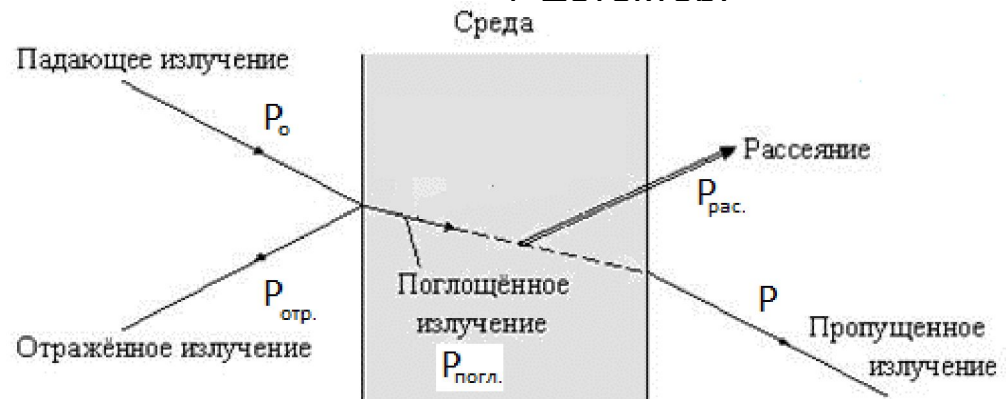 Среда
Падающее излучение
Pо
Рассеяние
Pрас.
Поглощённое
излучение
Pпогл.
Pотр.
Отражённое излучение
P
Пропущенное
излучение